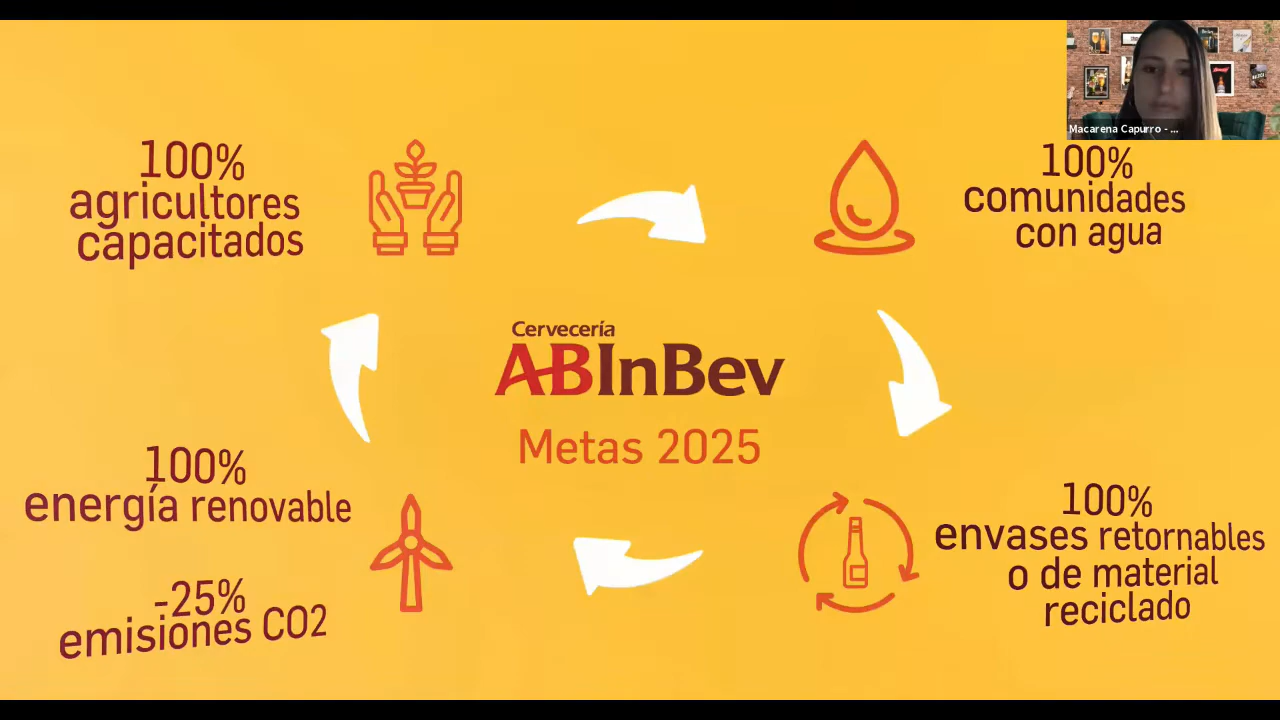 Macarena Capurro - ...
100%
agricultores
capacitados
100%
comunidades
con agua
Cervecería
ABInBev
Metas 2025
100%
energía renovable
-25%
emisiones CO2
100%
envases retornables
o de material
reciclado